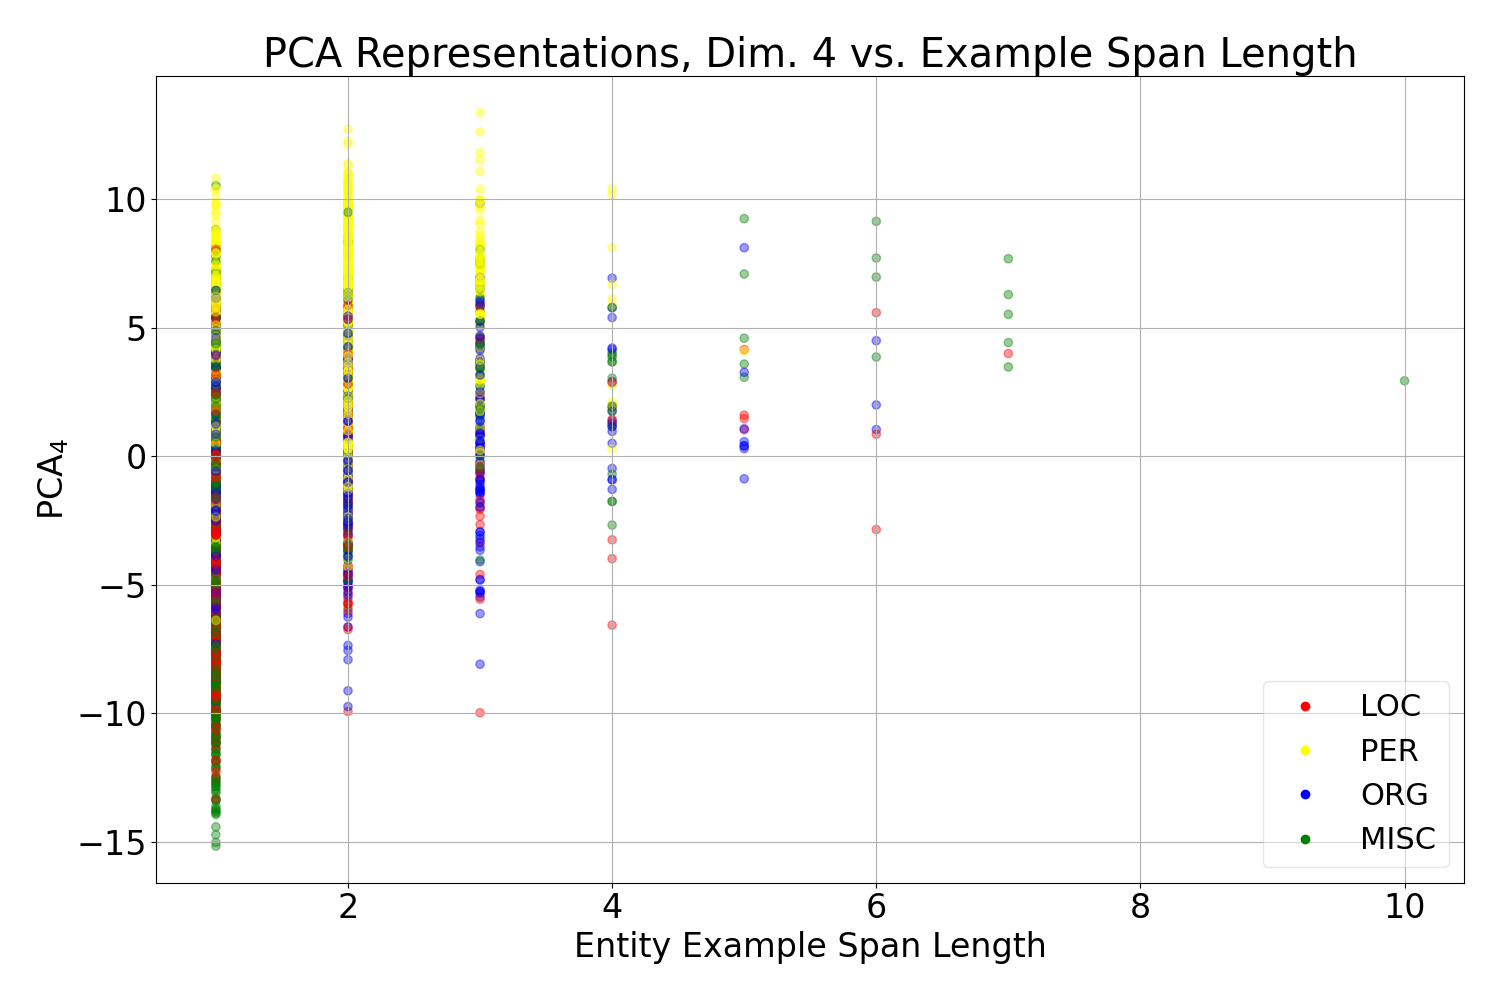 PCA Representations, Dim. 4 vs. Example Span Length
10
5
0
−5
−10
−15
PCA₄
2
4
6
8
10
Entity Example Span Length
LOC
PER
ORG
MISC